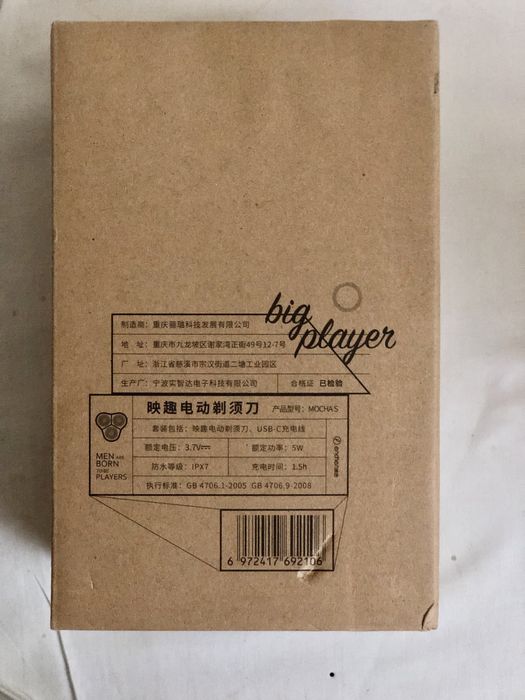 big
player
制造商：重庆丽璐科技发展有限公司
地　址：重庆市九龙坡区谢家湾正街49号12-7号
厂　址：浙江省慈溪市宗汉街道二塘工业园区
生产厂：宁波实智达电子科技有限公司　合格证 已检验
映趣电动剃须刀　产品型号：MOCHA S
套装包括：映趣电动剃须刀、USB-C充电线
额定电压：3.7V⎓　额定功率：5W
防水等级：IPX7　充电时间：1.5h
执行标准：GB 4706.1-2005 GB 4706.9-2008
MEN ARE
BORN
TO BE
PLAYERS
6 972417 692106